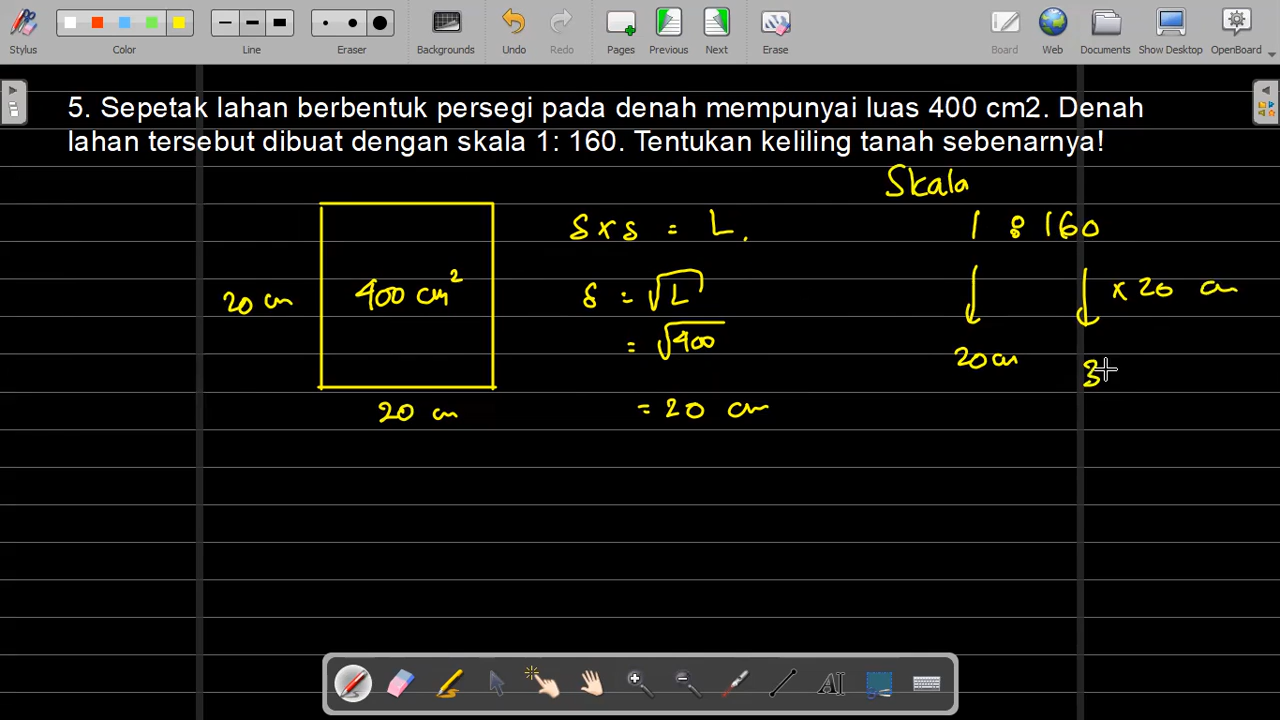 Stylus
Color
Line
Eraser
Backgrounds
Undo
Redo
Pages
Previous
Next
Erase
Board
Web
Documents
Show Desktop
OpenBoard
5. Sepetak lahan berbentuk persegi pada denah mempunyai luas 400 cm2. Denah
lahan tersebut dibuat dengan skala 1: 160. Tentukan keliling tanah sebenarnya!
Skala
1 : 160
↓ ↓ x 20 cm
20 cm 3
20 cm
400 cm²
20 cm
s x s = L.
s = √L
= √400
= 20 cm
AI